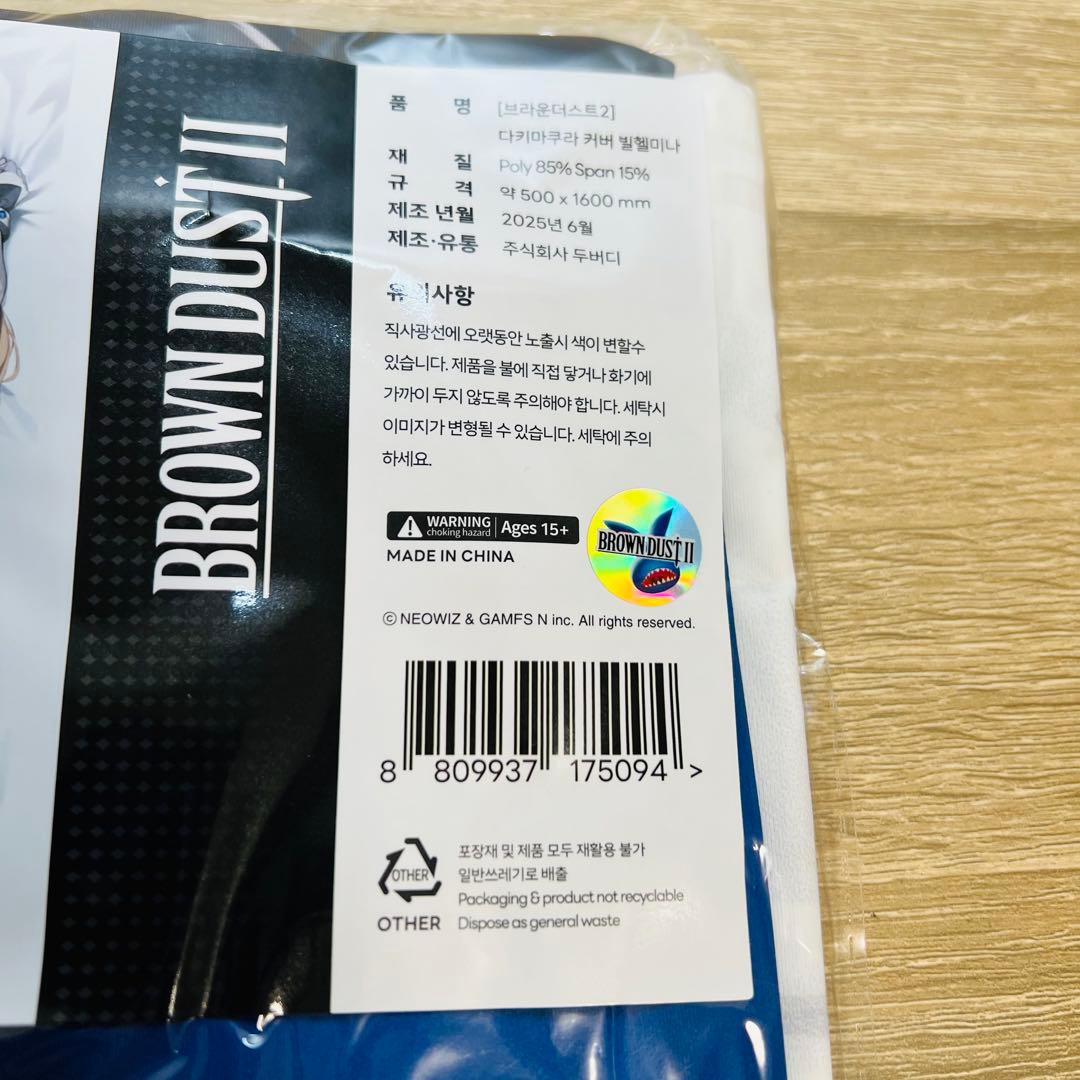 BROWN DUST II
품 명 [브라운더스트2]
다키마쿠라 커버 빌헬미나
재 질 Poly 85% Span 15%
규 격 약 500 x 1600 mm
제조 년월 2025년 6월
제조·유통 주식회사 두버디
유의사항
직사광선에 오랫동안 노출시 색이 변할수
있습니다. 제품을 불에 직접 닿거나 화기에
가까이 두지 않도록 주의해야 합니다. 세탁시
이미지가 변형될 수 있습니다. 세탁에 주의
하세요.
WARNING
choking hazard
Ages 15+
MADE IN CHINA
BROWN DUST II
© NEOWIZ & GAMFS N inc. All rights reserved.
8 809937 175094 >
OTHER
포장재 및 제품 모두 재활용 불가
일반쓰레기로 배출
Packaging & product not recyclable
OTHER
Dispose as general waste